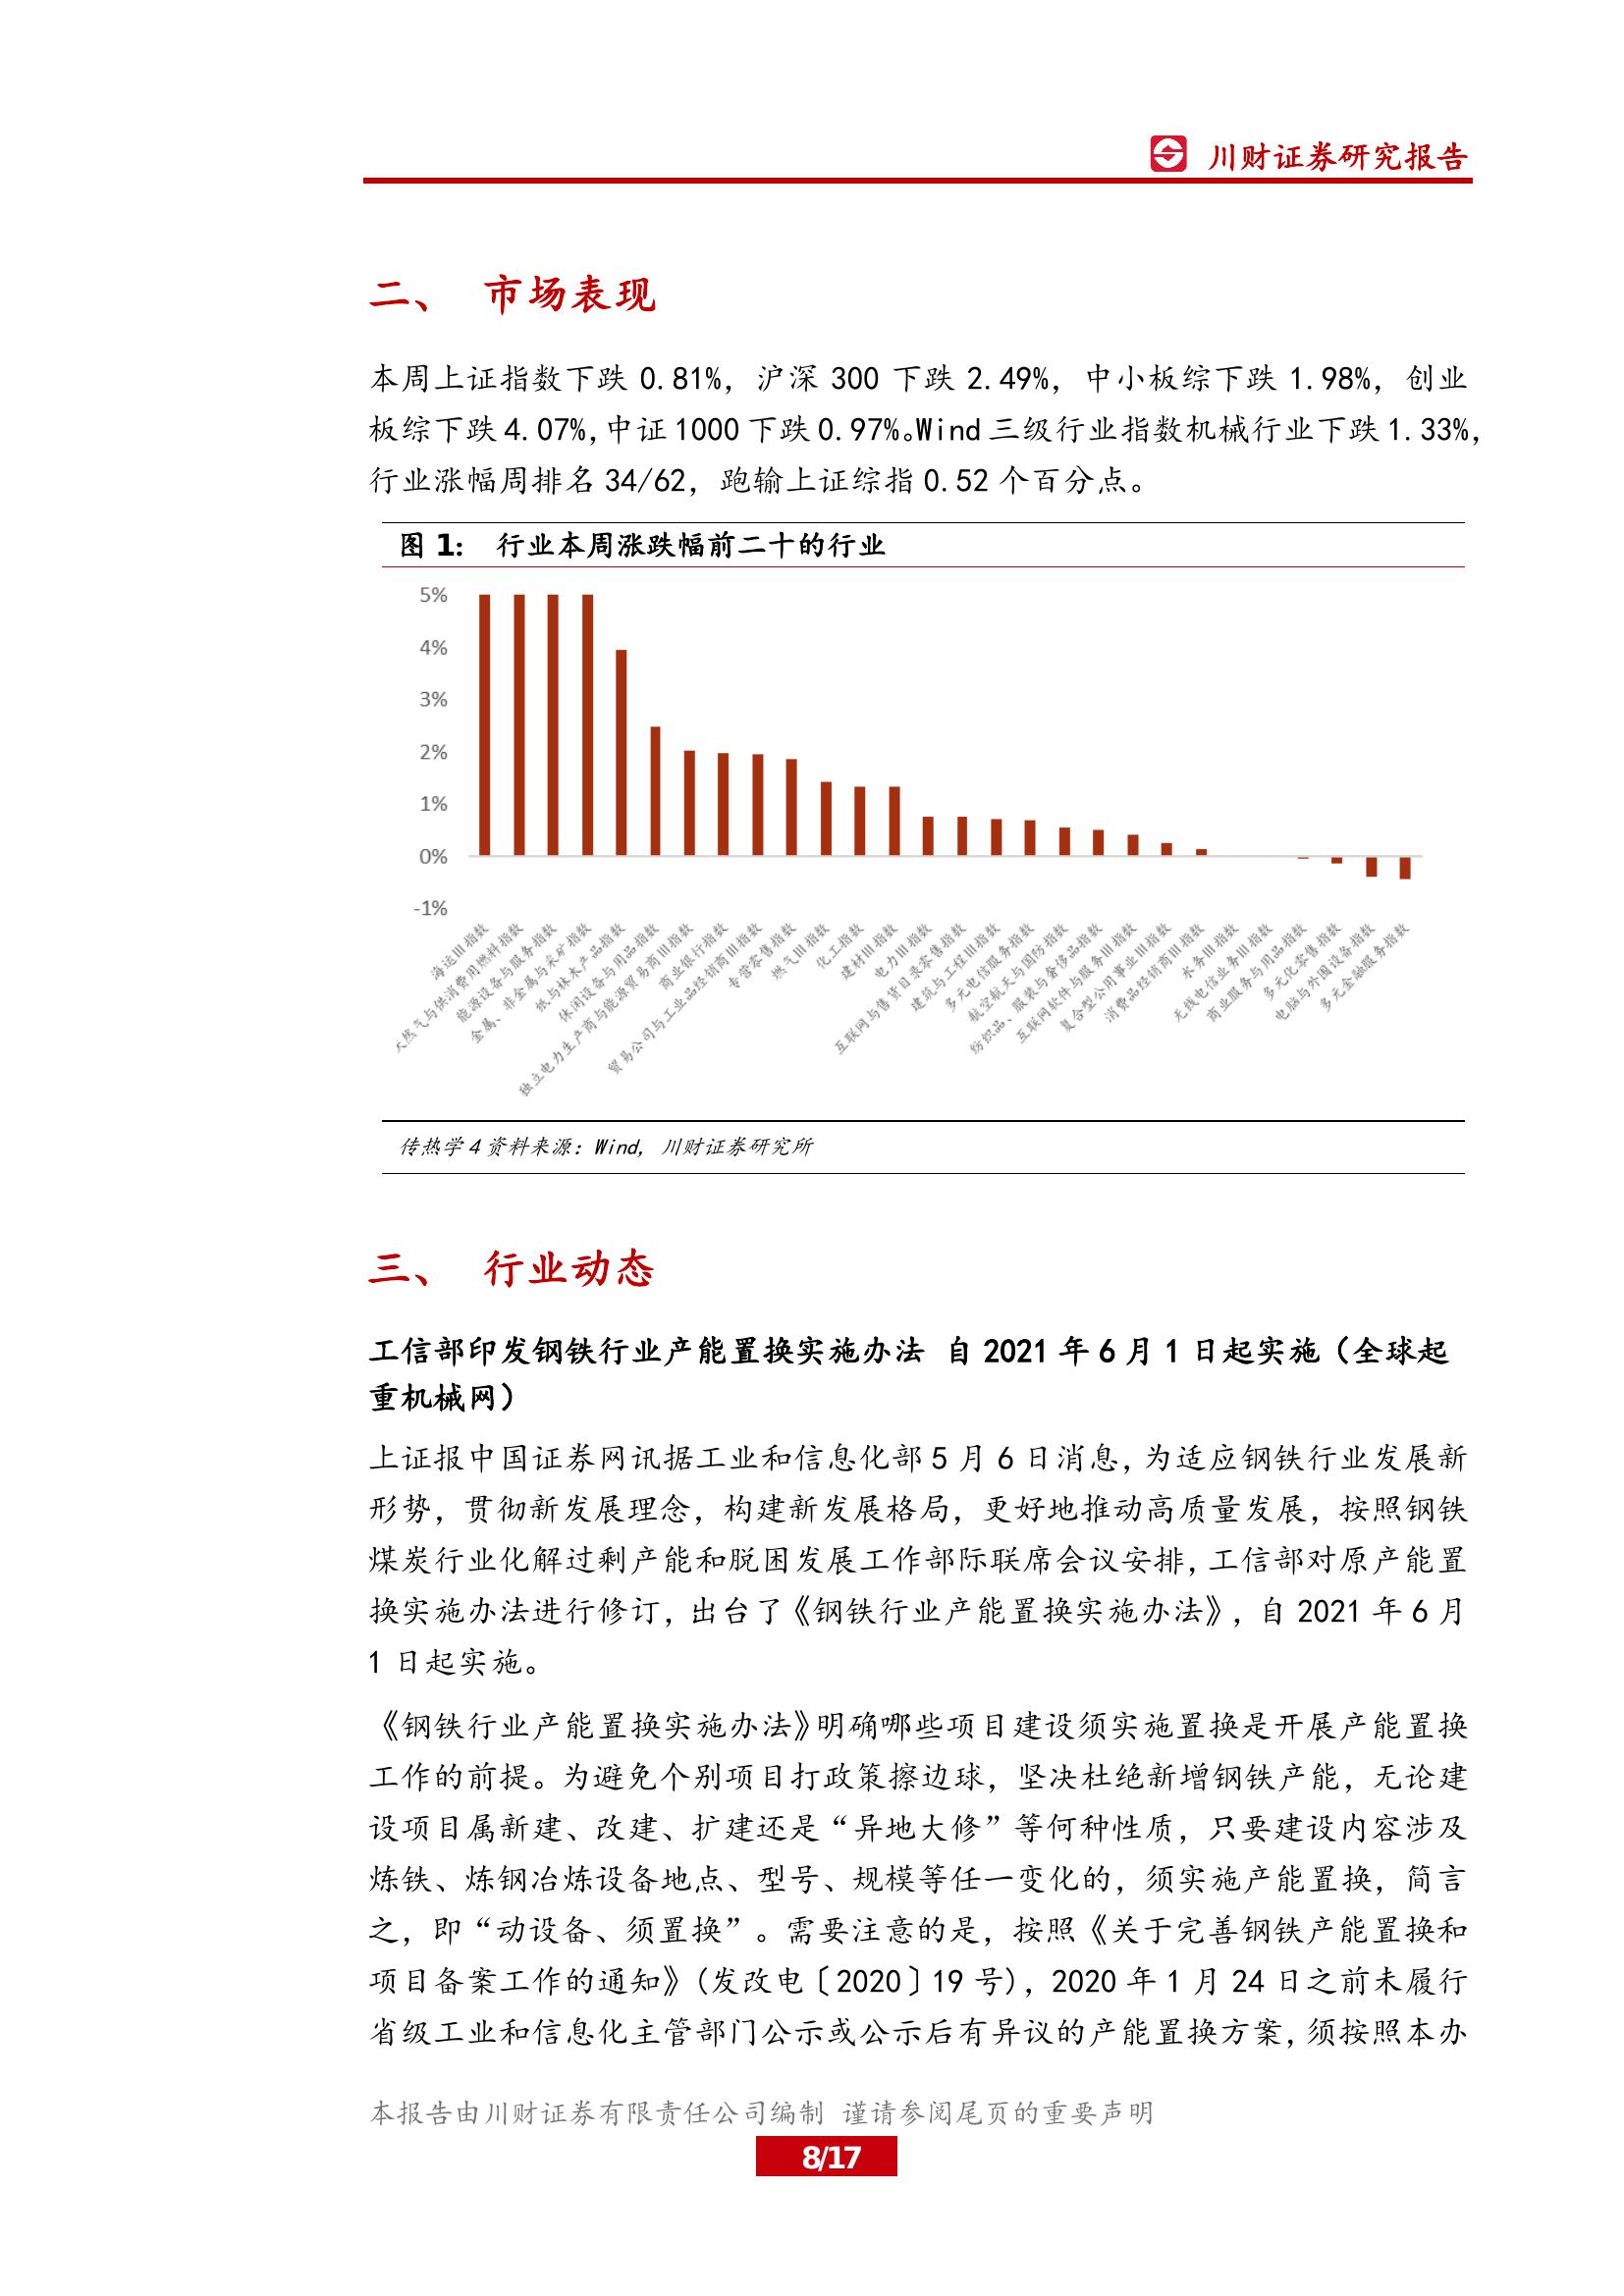 川财证券研究报告
二、 市场表现
本周上证指数下跌 0.81%，沪深 300 下跌 2.49%，中小板综下跌 1.98%，创业
板综下跌 4.07%,中证 1000 下跌 0.97%。Wind 三级行业指数机械行业下跌 1.33%,
行业涨幅周排名 34/62，跑输上证综指 0.52 个百分点。
图 1: 行业本周涨跌幅前二十的行业
5%
4%
3%
2%
1%
0%
-1%
海运III指数
天然气与供消费用燃料指数
能源设备与服务指数
金属、非金属与采矿指数
纸与林木产品指数
休闲设备与用品指数
独立电力生产商与能源贸易商III指数
商业银行指数
贸易公司与工业品经销商III指数
专营零售指数
燃气III指数
化工指数
建材III指数
电力III指数
互联网与售货目录零售指数
建筑与工程III指数
多元电信服务指数
航空航天与国防指数
纺织品、服装与奢侈品指数
互联网软件与服务III指数
复合型公用事业III指数
消费品经销商III指数
水务III指数
无线电信业务III指数
商业服务与用品指数
多元化零售指数
电脑与外围设备指数
多元金融服务指数
传热学 4 资料来源：Wind，川财证券研究所
三、 行业动态
工信部印发钢铁行业产能置换实施办法 自 2021 年 6 月 1 日起实施（全球起
重机械网）
上证报中国证券网讯据工业和信息化部 5 月 6 日消息，为适应钢铁行业发展新
形势，贯彻新发展理念，构建新发展格局，更好地推动高质量发展，按照钢铁
煤炭行业化解过剩产能和脱困发展工作部际联席会议安排，工信部对原产能置
换实施办法进行修订，出台了《钢铁行业产能置换实施办法》，自 2021 年 6 月
1 日起实施。
《钢铁行业产能置换实施办法》明确哪些项目建设须实施置换是开展产能置换
工作的前提。为避免个别项目打政策擦边球，坚决杜绝新增钢铁产能，无论建
设项目属新建、改建、扩建还是“异地大修”等何种性质，只要建设内容涉及
炼铁、炼钢冶炼设备地点、型号、规模等任一变化的，须实施产能置换，简言
之，即“动设备、须置换”。需要注意的是，按照《关于完善钢铁产能置换和
项目备案工作的通知》(发改电〔2020〕19 号)，2020 年 1 月 24 日之前未履行
省级工业和信息化主管部门公示或公示后有异议的产能置换方案，须按照本办
本报告由川财证券有限责任公司编制 谨请参阅尾页的重要声明
8/17